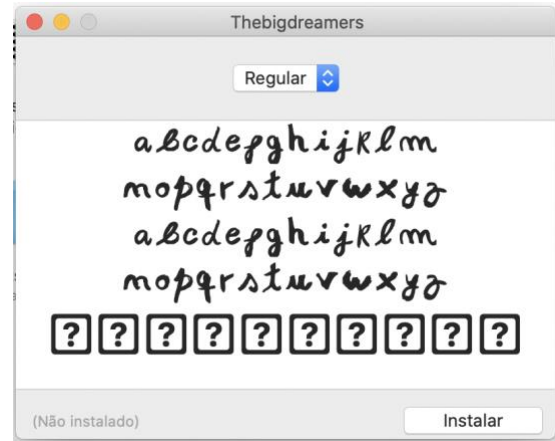 Thebigdreamers
Regular
abcdefghijklm
nopqrstuvwxyz
abcdefghijklm
nopqrstuvwxyz
??????????
(Não instalado)
Instalar